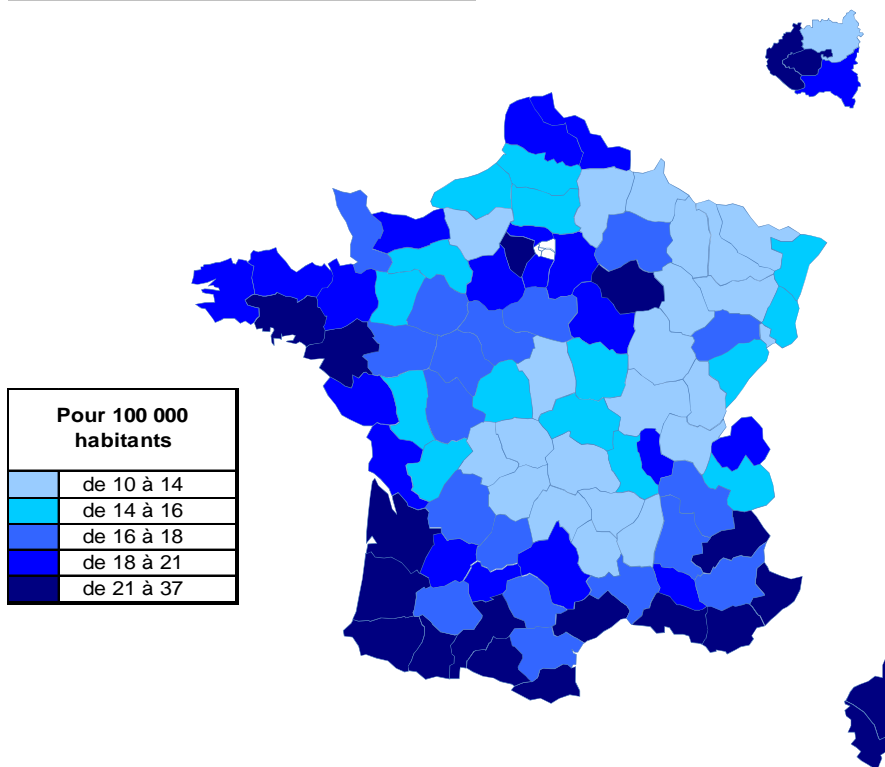 Pour 100 000
habitants
de 10 à 14
de 14 à 16
de 16 à 18
de 18 à 21
de 21 à 37